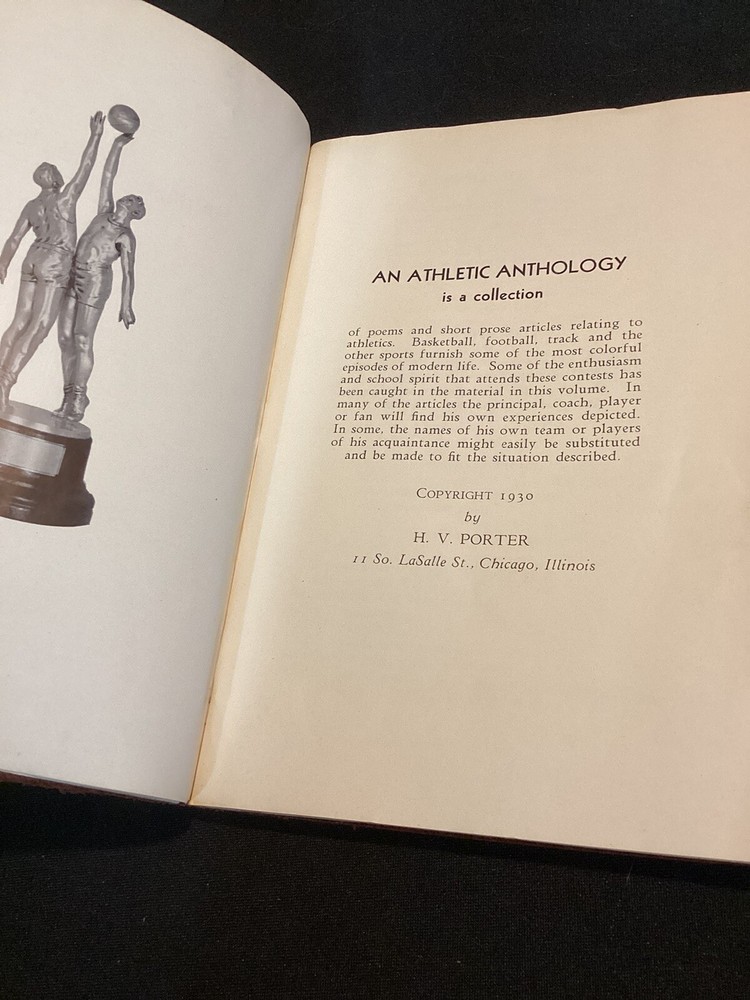 AN ATHLETIC ANTHOLOGY
is a collection
of poems and short prose articles relating to
athletics. Basketball, football, track and the
other sports furnish some of the most colorful
episodes of modern life. Some of the enthusiasm
and school spirit that attends these contests has
been caught in the material in this volume. In
many of the articles the principal, coach, player
or fan will find his own experiences depicted.
In some, the names of his own team or players
of his acquaintance might easily be substituted
and be made to fit the situation described.
COPYRIGHT 1930
by
H. V. PORTER
11 So. LaSalle St., Chicago, Illinois